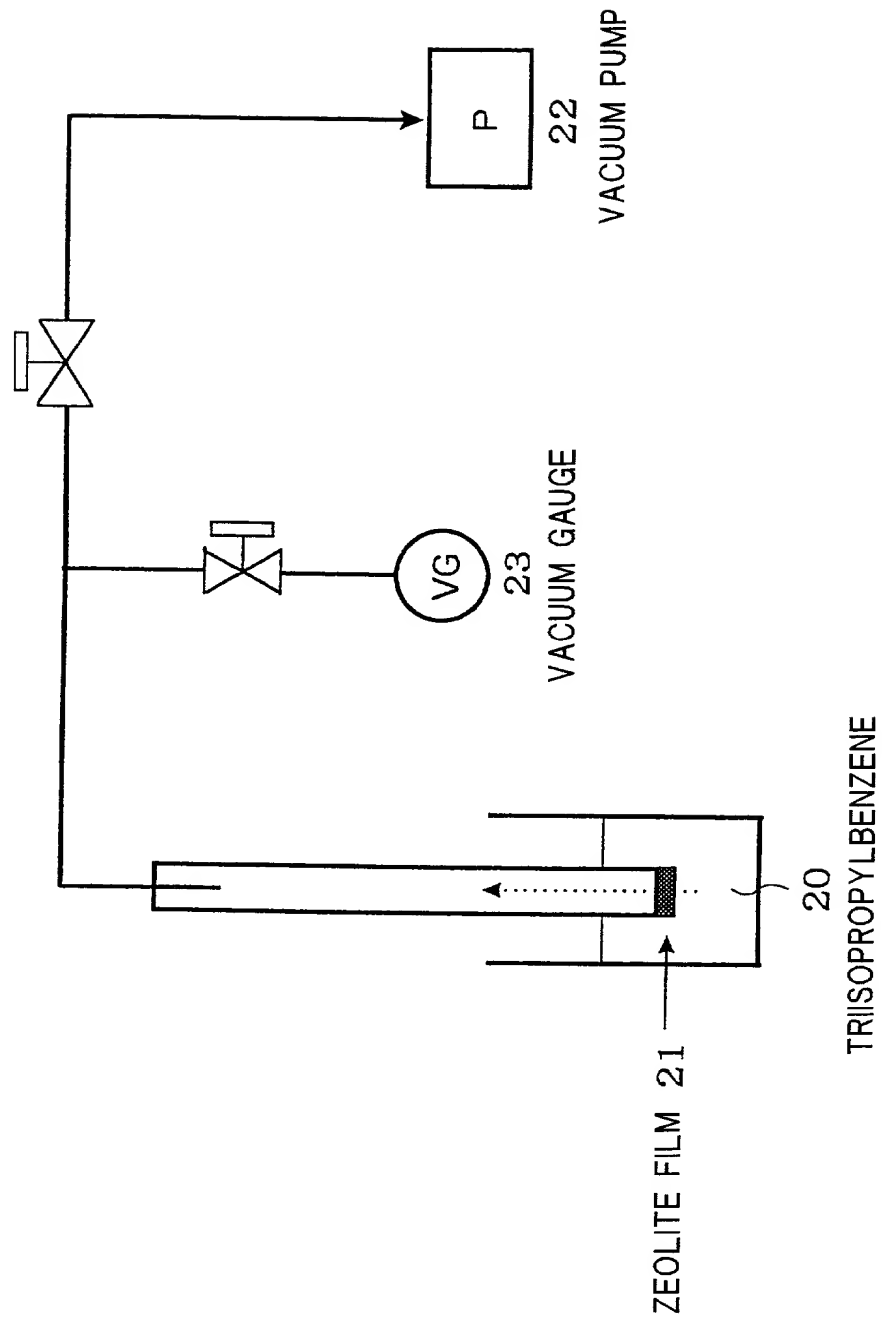 P
22
VACUUM PUMP
VG
23
VACUUM GAUGE
ZEOLITE FILM 21
20
TRIISOPROPYLBENZENE